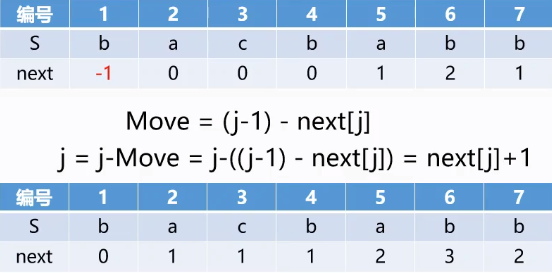 编号 1 2 3 4 5 6 7
S b a c b a b b
next -1 0 0 0 1 2 1
Move = (j-1) - next[j]
j = j-Move = j-((j-1) - next[j]) = next[j]+1
编号 1 2 3 4 5 6 7
S b a c b a b b
next 0 1 1 1 2 3 2